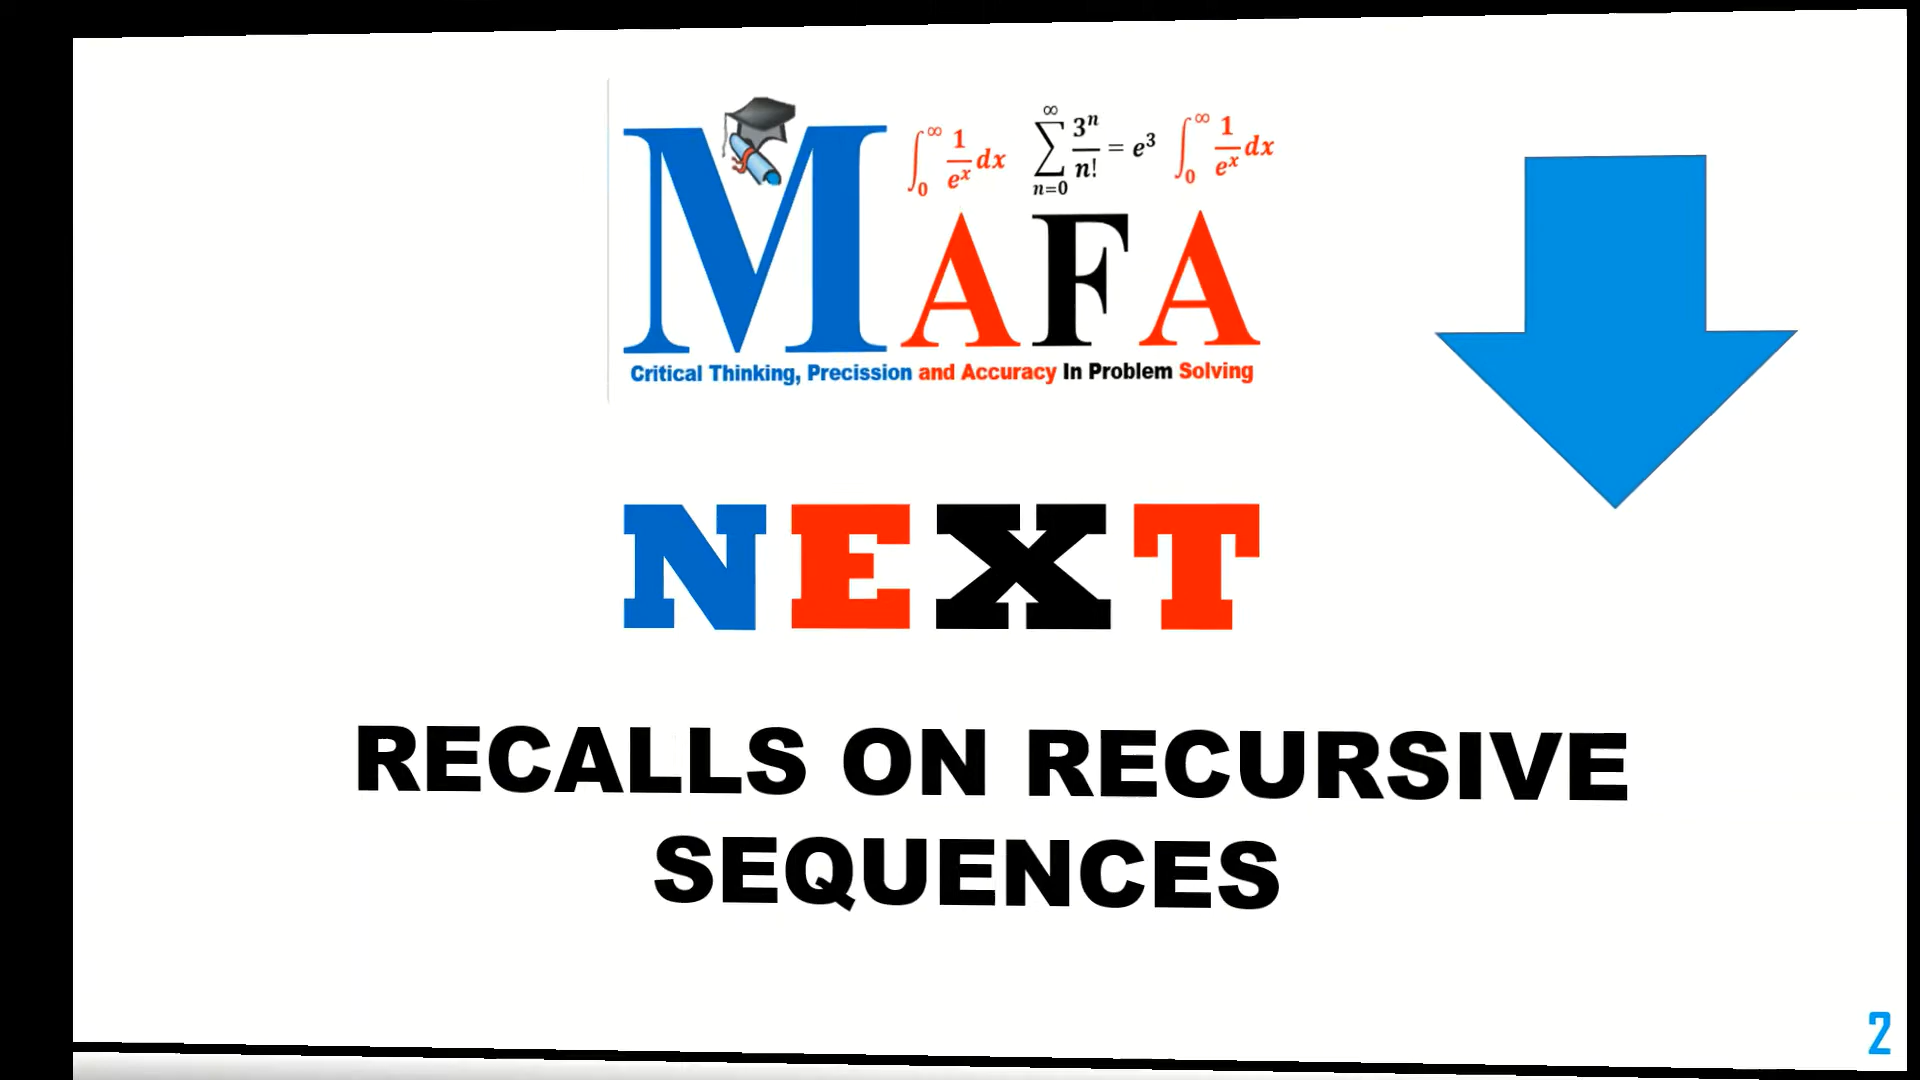 ∫₀^∞ 1/eˣ dx ∑ₙ₌₀^∞ 3ⁿ/n! = e³ ∫₀^∞ 1/eˣ dx
MAFA
Critical Thinking, Precission and Accuracy In Problem Solving
NEXT
RECALLS ON RECURSIVE
SEQUENCES
2